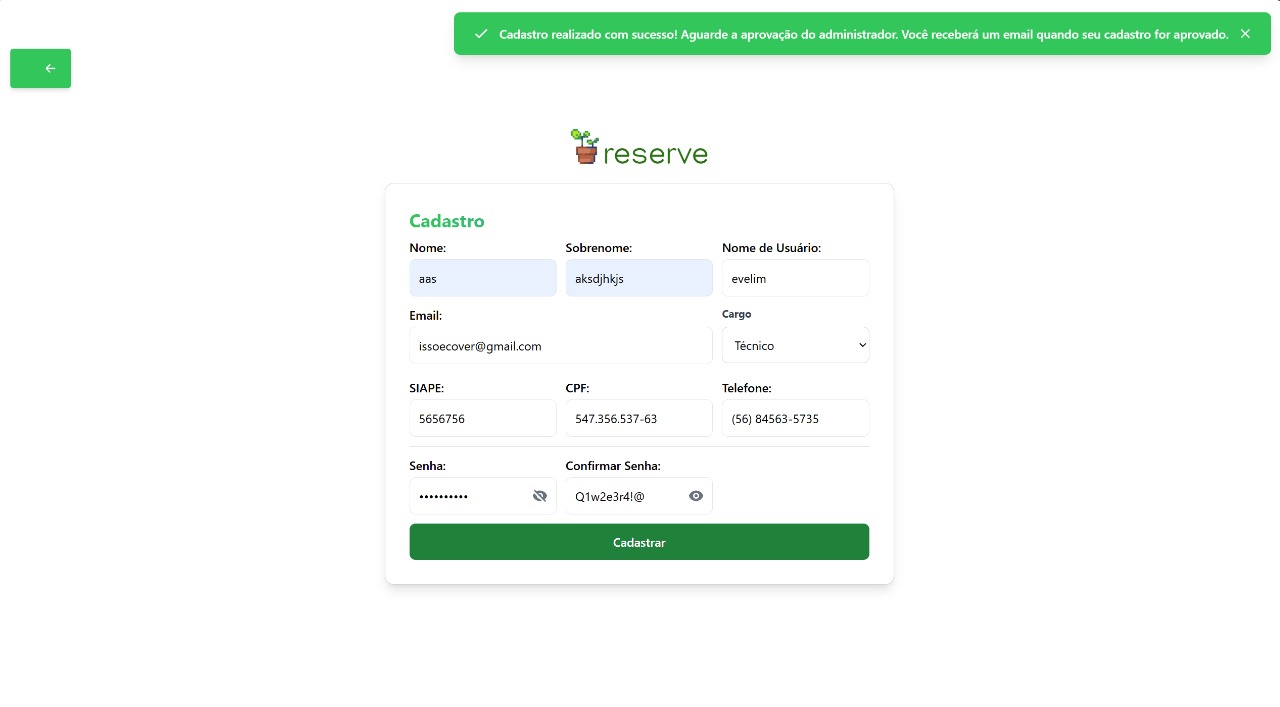 Cadastro realizado com sucesso! Aguarde a aprovação do administrador. Você receberá um email quando seu cadastro for aprovado.
reserve
Cadastro
Nome: Sobrenome: Nome de Usuário:
aas aksdjhkjs evelim
Email: Cargo
issoecover@gmail.com Técnico
SIAPE: CPF: Telefone:
5656756 547.356.537-63 (56) 84563-5735
Senha: Confirmar Senha:
•••••••••• Q1w2e3r4!@
Cadastrar